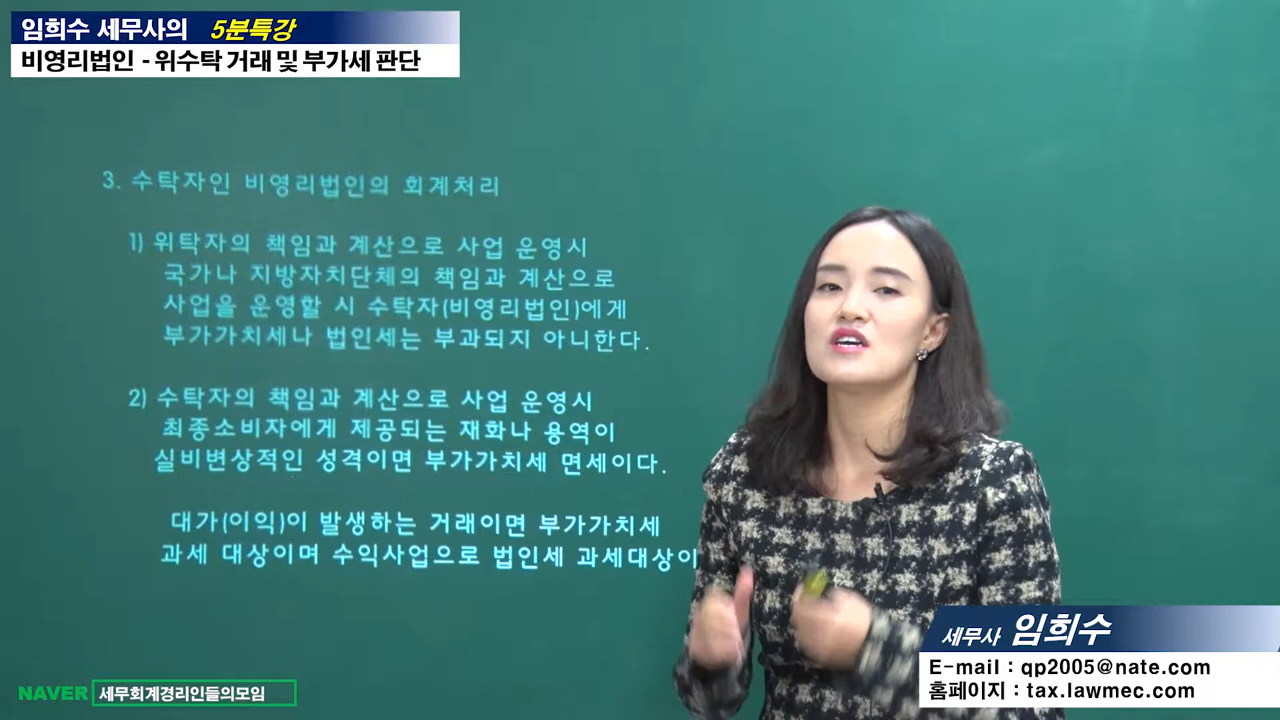 임희수 세무사의 5분특강
비영리법인 - 위수탁 거래 및 부가세 판단
3. 수탁자인 비영리법인의 회계처리
1) 위탁자의 책임과 계산으로 사업 운영시
국가나 지방자치단체의 책임과 계산으로
사업을 운영할 시 수탁자(비영리법인)에게
부가가치세나 법인세는 부과되지 아니한다.
2) 수탁자의 책임과 계산으로 사업 운영시
최종소비자에게 제공되는 재화나 용역이
실비변상적인 성격이면 부가가치세 면세이다.
대가(이익)이 발생하는 거래이면 부가가치세
과세 대상이며 수익사업으로 법인세 과세대상이
세무사 임희수
E-mail : qp2005@nate.com
홈페이지 : tax.lawmec.com
NAVER 세무회계경리인들의모임